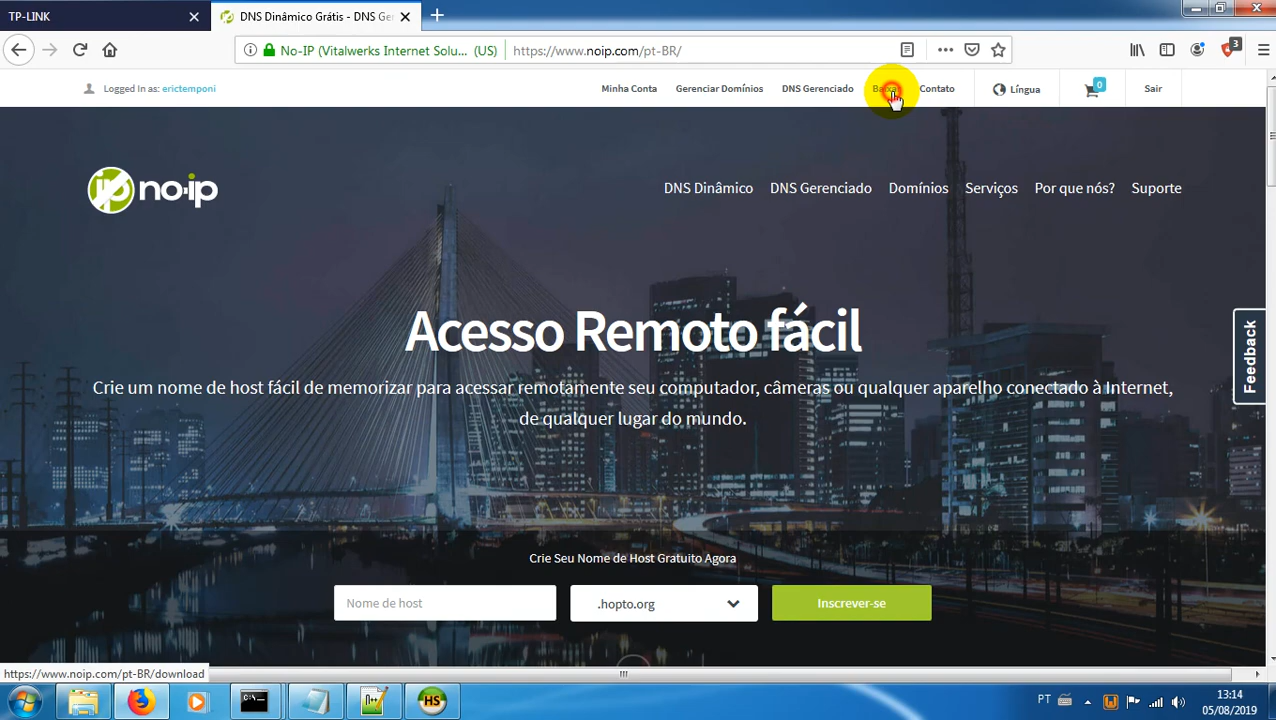 TP-LINK
DNS Dinâmico Grátis - DNS Ge
No-IP (Vitalwerks Internet Solu... (US)
https://www.noip.com/pt-BR/
3
Logged In as: erictemponi
Minha Conta
Gerenciar Domínios
DNS Gerenciado
Contato
Língua
0
Sair
no-ip
DNS Dinâmico
DNS Gerenciado
Domínios
Serviços
Por que nós?
Suporte
Acesso Remoto fácil
Crie um nome de host fácil de memorizar para acessar remotamente seu computador, câmeras ou qualquer aparelho conectado à Internet,
de qualquer lugar do mundo.
Feedback
Crie Seu Nome de Host Gratuito Agora
Nome de host
.hopto.org
Inscrever-se
https://www.noip.com/pt-BR/download
C:\.
HS
PT
13:14
05/08/2019